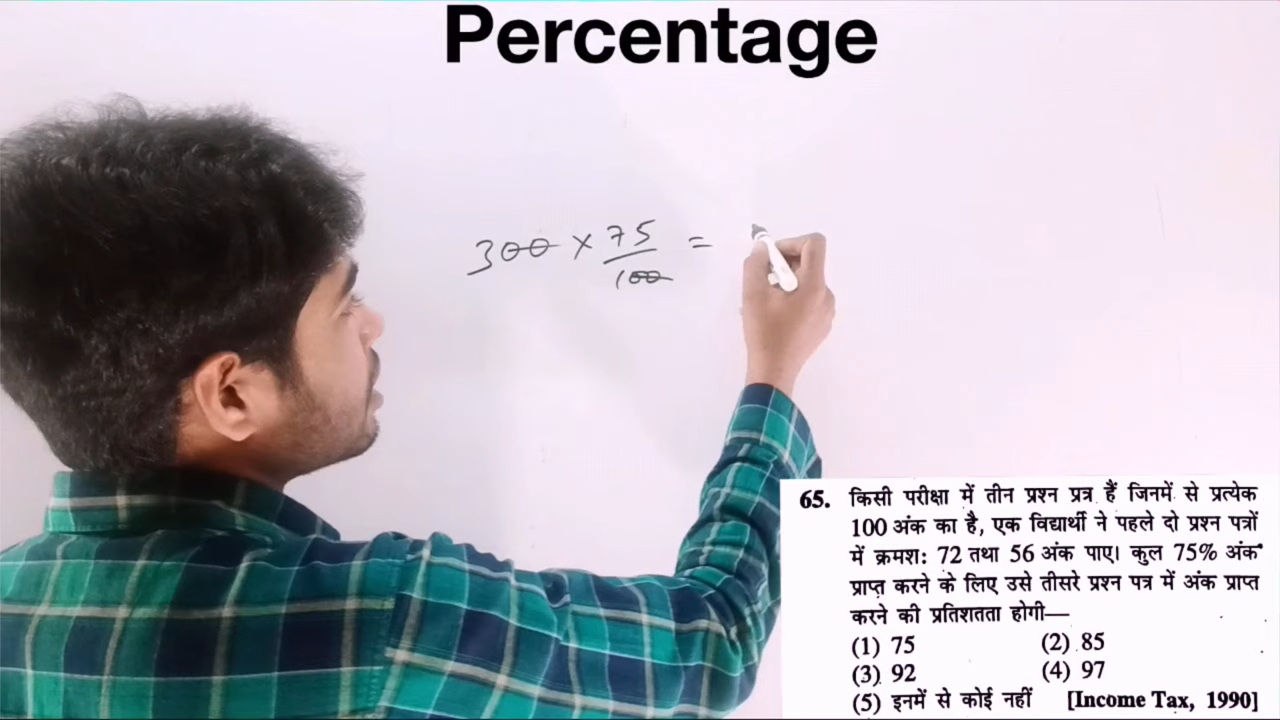 Percentage
300 × 75/100 =
65. किसी परीक्षा में तीन प्रश्न प्रत्र हैं जिनमें से प्रत्येक
100 अंक का है, एक विद्यार्थी ने पहले दो प्रश्न पत्रों
में क्रमश: 72 तथा 56 अंक पाए। कुल 75% अंक
प्राप्त करने के लिए उसे तीसरे प्रश्न पत्र में अंक प्राप्त
करने की प्रतिशतता होगी—
(1) 75 (2) 85
(3) 92 (4) 97
(5) इनमें से कोई नहीं [Income Tax, 1990]